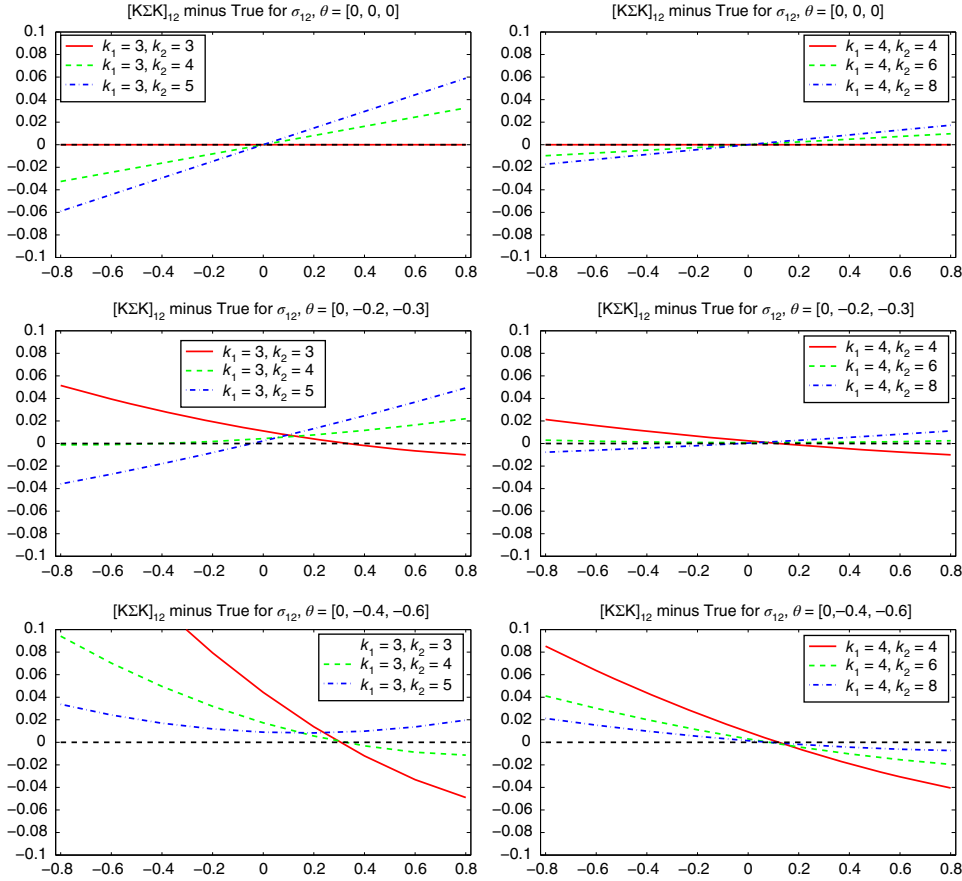 [KΣK]12 minus True for σ12, θ = [0, 0, 0]
0.1
0.08
0.06
0.04
0.02
0
−0.02
−0.04
−0.06
−0.08
−0.1
k1 = 3, k2 = 3
k1 = 3, k2 = 4
k1 = 3, k2 = 5
−0.8 −0.6 −0.4 −0.2 0 0.2 0.4 0.6 0.8
[KΣK]12 minus True for σ12, θ = [0, 0, 0]
0.1
0.08
0.06
0.04
0.02
0
−0.02
−0.04
−0.06
−0.08
−0.1
k1 = 4, k2 = 4
k1 = 4, k2 = 6
k1 = 4, k2 = 8
−0.8 −0.6 −0.4 −0.2 0 0.2 0.4 0.6 0.8
[KΣK]12 minus True for σ12, θ = [0, −0.2, −0.3]
0.1
0.08
0.06
0.04
0.02
0
−0.02
−0.04
−0.06
−0.08
−0.1
k1 = 3, k2 = 3
k1 = 3, k2 = 4
k1 = 3, k2 = 5
−0.8 −0.6 −0.4 −0.2 0 0.2 0.4 0.6 0.8
[KΣK]12 minus True for σ12, θ = [0, −0.2, −0.3]
0.1
0.08
0.06
0.04
0.02
0
−0.02
−0.04
−0.06
−0.08
−0.1
k1 = 4, k2 = 4
k1 = 4, k2 = 6
k1 = 4, k2 = 8
−0.8 −0.6 −0.4 −0.2 0 0.2 0.4 0.6 0.8
[KΣK]12 minus True for σ12, θ = [0, −0.4, −0.6]
0.1
0.08
0.06
0.04
0.02
0
−0.02
−0.04
−0.06
−0.08
−0.1
k1 = 3, k2 = 3
k1 = 3, k2 = 4
k1 = 3, k2 = 5
−0.8 −0.6 −0.4 −0.2 0 0.2 0.4 0.6 0.8
[KΣK]12 minus True for σ12, θ = [0,−0.4, −0.6]
0.1
0.08
0.06
0.04
0.02
0
−0.02
−0.04
−0.06
−0.08
−0.1
k1 = 4, k2 = 4
k1 = 4, k2 = 6
k1 = 4, k2 = 8
−0.8 −0.6 −0.4 −0.2 0 0.2 0.4 0.6 0.8